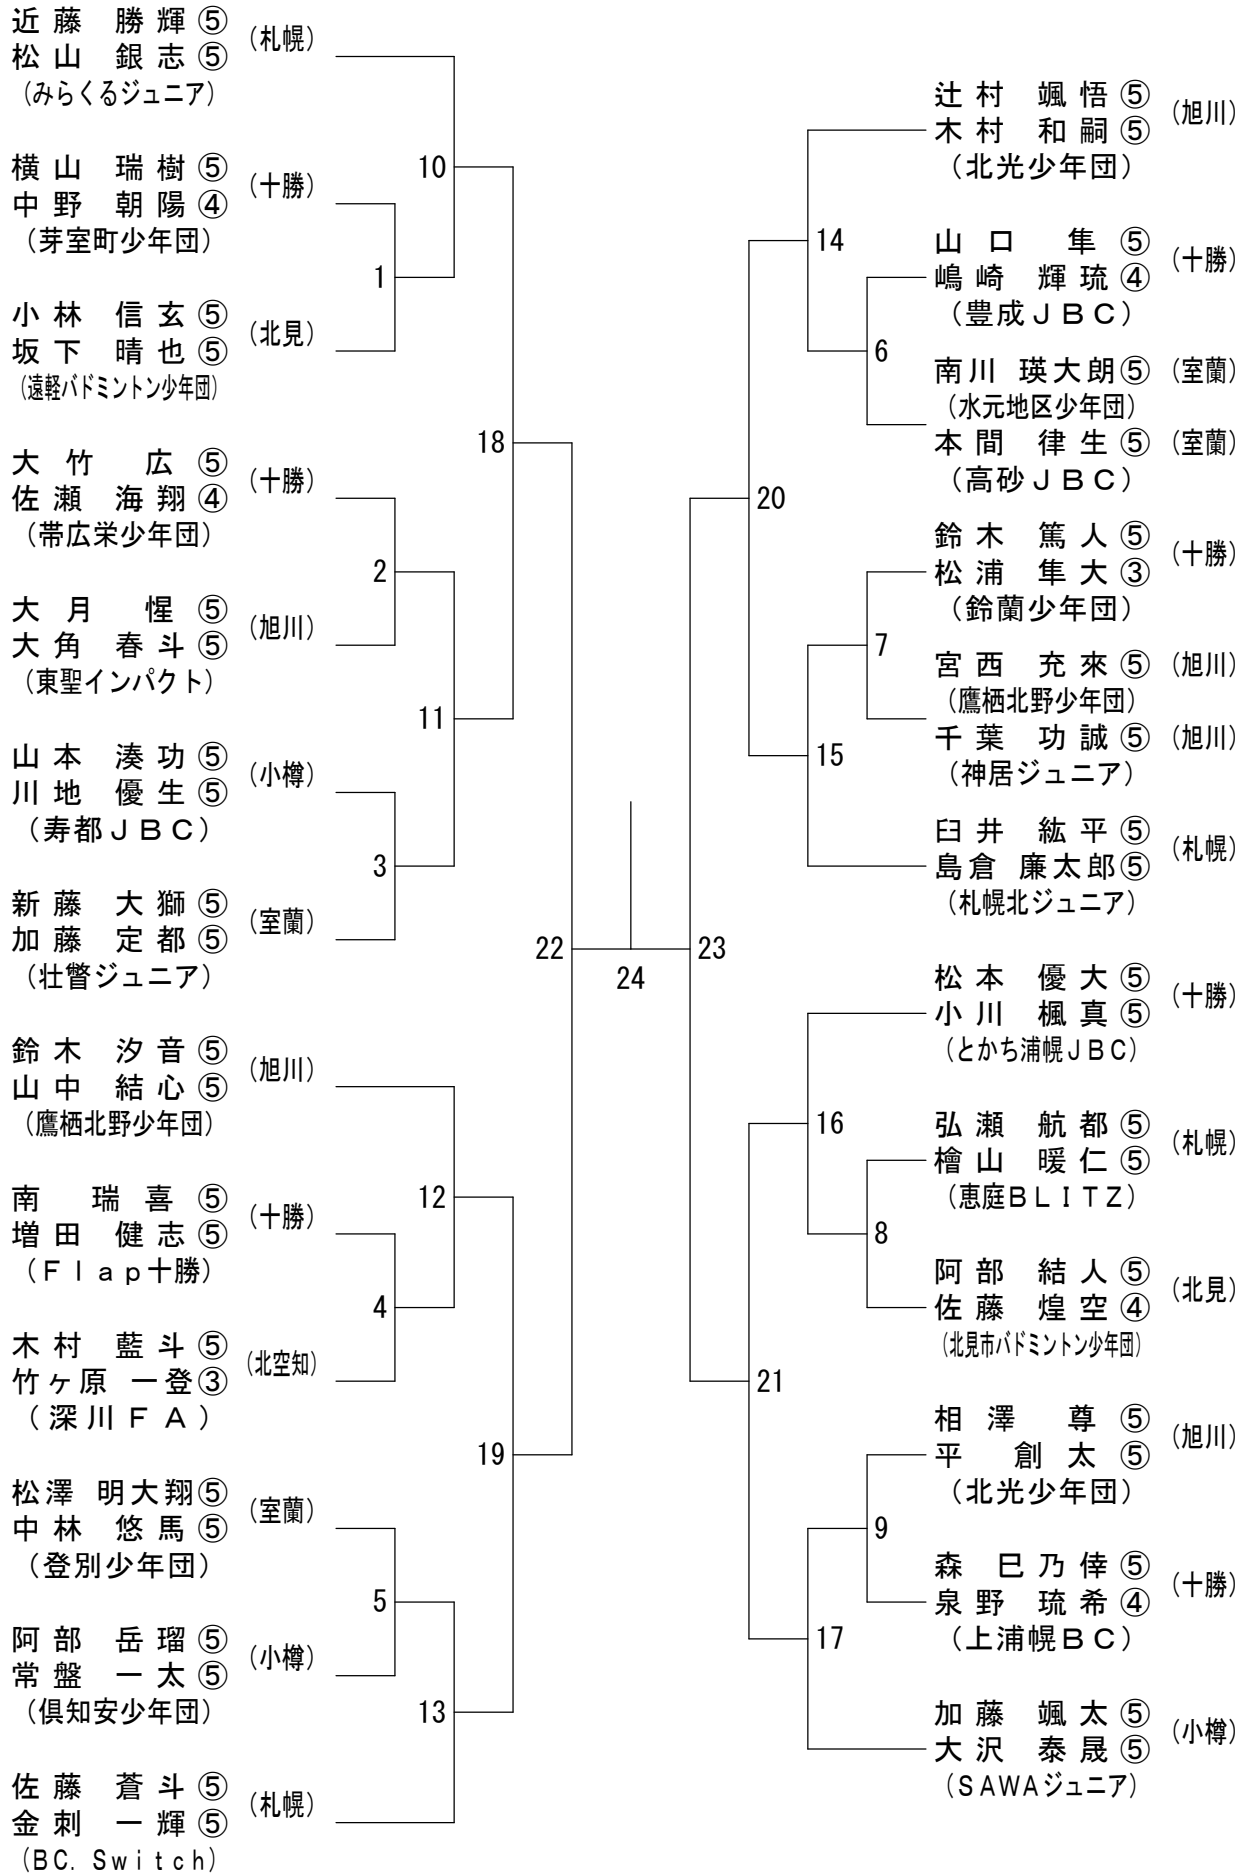 近藤 勝輝⑤
(札幌)
松山 銀志⑤
(みらくるジュニア)
横山 瑞樹⑤
(十勝)
中野 朝陽④
(芽室町少年団)
小林 信玄⑤
(北見)
坂下 晴也⑤
(遠軽バドミントン少年団)
大竹 広⑤
(十勝)
佐瀬 海翔④
(帯広栄少年団)
大月 惺⑤
(旭川)
大角 春斗⑤
(東聖インパクト)
山本 湊功⑤
(小樽)
川地 優生⑤
(寿都JBC)
新藤 大獅⑤
(室蘭)
加藤 定都⑤
(壮瞥ジュニア)
鈴木 汐音⑤
(旭川)
山中 結心⑤
(鷹栖北野少年団)
南 瑞喜⑤
(十勝)
増田 健志⑤
(Flap十勝)
木村 藍斗⑤
(北空知)
竹ヶ原 一登③
(深川FA)
松澤 明大翔⑤
(室蘭)
中林 悠馬⑤
(登別少年団)
阿部 岳瑠⑤
(小樽)
常盤 一太⑤
(倶知安少年団)
佐藤 蒼斗⑤
(札幌)
金刺 一輝⑤
(BC. Switch)
10
1
18
2
11
3
22
12
4
19
5
13
24
23
14
6
20
7
15
16
8
21
9
17
辻村 颯悟⑤
(旭川)
木村 和嗣⑤
(北光少年団)
山口 隼⑤
(十勝)
嶋崎 輝琉④
(豊成JBC)
南川 瑛大朗⑤ (室蘭)
(水元地区少年団)
本間 律生⑤ (室蘭)
(高砂JBC)
鈴木 篤人⑤
(十勝)
松浦 隼大③
(鈴蘭少年団)
宮西 充來⑤ (旭川)
(鷹栖北野少年団)
千葉 功誠⑤ (旭川)
(神居ジュニア)
臼井 紘平⑤
(札幌)
島倉 廉太郎⑤
(札幌北ジュニア)
松本 優大⑤
(十勝)
小川 楓真⑤
(とかち浦幌JBC)
弘瀬 航都⑤
(札幌)
檜山 暖仁⑤
(恵庭BLITZ)
阿部 結人⑤
(北見)
佐藤 煌空④
(北見市バドミントン少年団)
相澤 尊⑤
(旭川)
平 創太⑤
(北光少年団)
森 巳乃倖⑤
(十勝)
泉野 琉希④
(上浦幌BC)
加藤 颯太⑤
(小樽)
大沢 泰晟⑤
(SAWAジュニア)